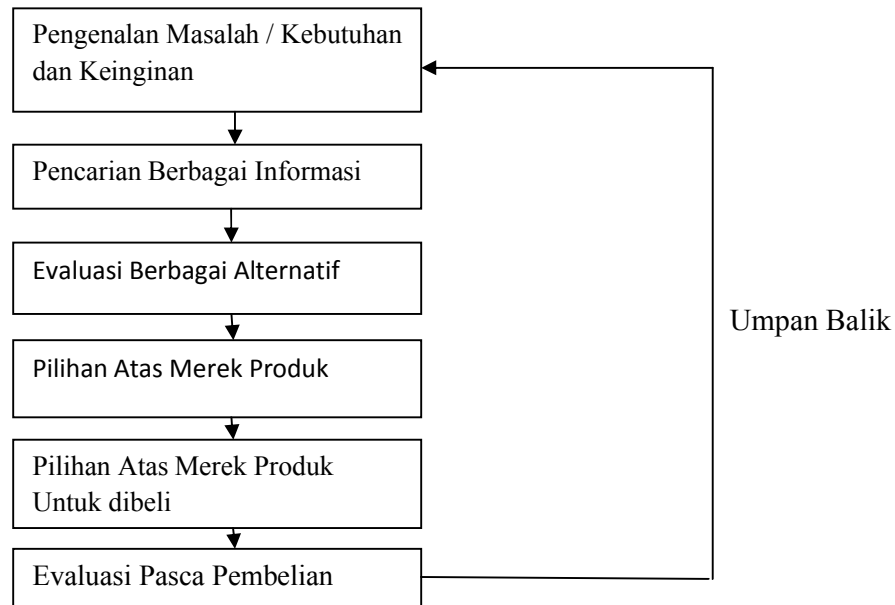 Pengenalan Masalah / Kebutuhan
dan Keinginan
Pencarian Berbagai Informasi
Evaluasi Berbagai Alternatif
Umpan Balik
Pilihan Atas Merek Produk
Pilihan Atas Merek Produk
Untuk dibeli
Evaluasi Pasca Pembelian